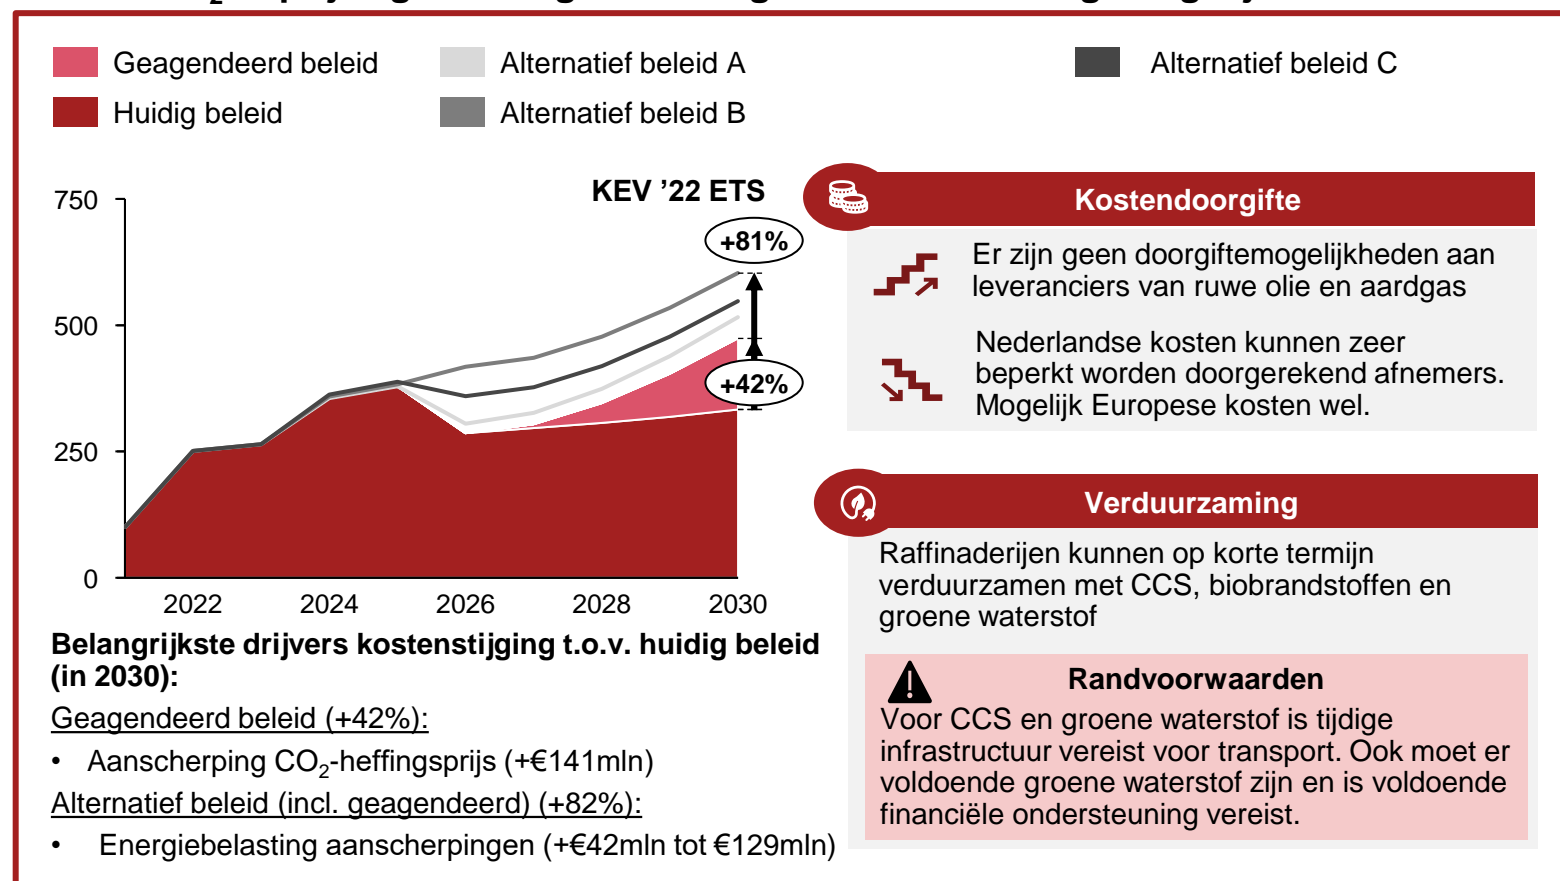 Geagendeerd beleid
Huidig beleid
Alternatief beleid A
Alternatief beleid B
Alternatief beleid C
KEV ’22 ETS
750
500
250
0
+81%
+42%
2022 2024 2026 2028 2030
Belangrijkste drijvers kostenstijging t.o.v. huidig beleid
(in 2030):
Geagendeerd beleid (+42%):
• Aanscherping CO₂-heffingsprijs (+€141mln)
Alternatief beleid (incl. geagendeerd) (+82%):
• Energiebelasting aanscherpingen (+€42mln tot €129mln)
Kostendoorgifte
Er zijn geen doorgiftemogelijkheden aan
leveranciers van ruwe olie en aardgas
Nederlandse kosten kunnen zeer
beperkt worden doorgerekend afnemers.
Mogelijk Europese kosten wel.
Verduurzaming
Raffinaderijen kunnen op korte termijn
verduurzamen met CCS, biobrandstoffen en
groene waterstof
Randvoorwaarden
Voor CCS en groene waterstof is tijdige
infrastructuur vereist voor transport. Ook moet er
voldoende groene waterstof zijn en is voldoende
financiële ondersteuning vereist.